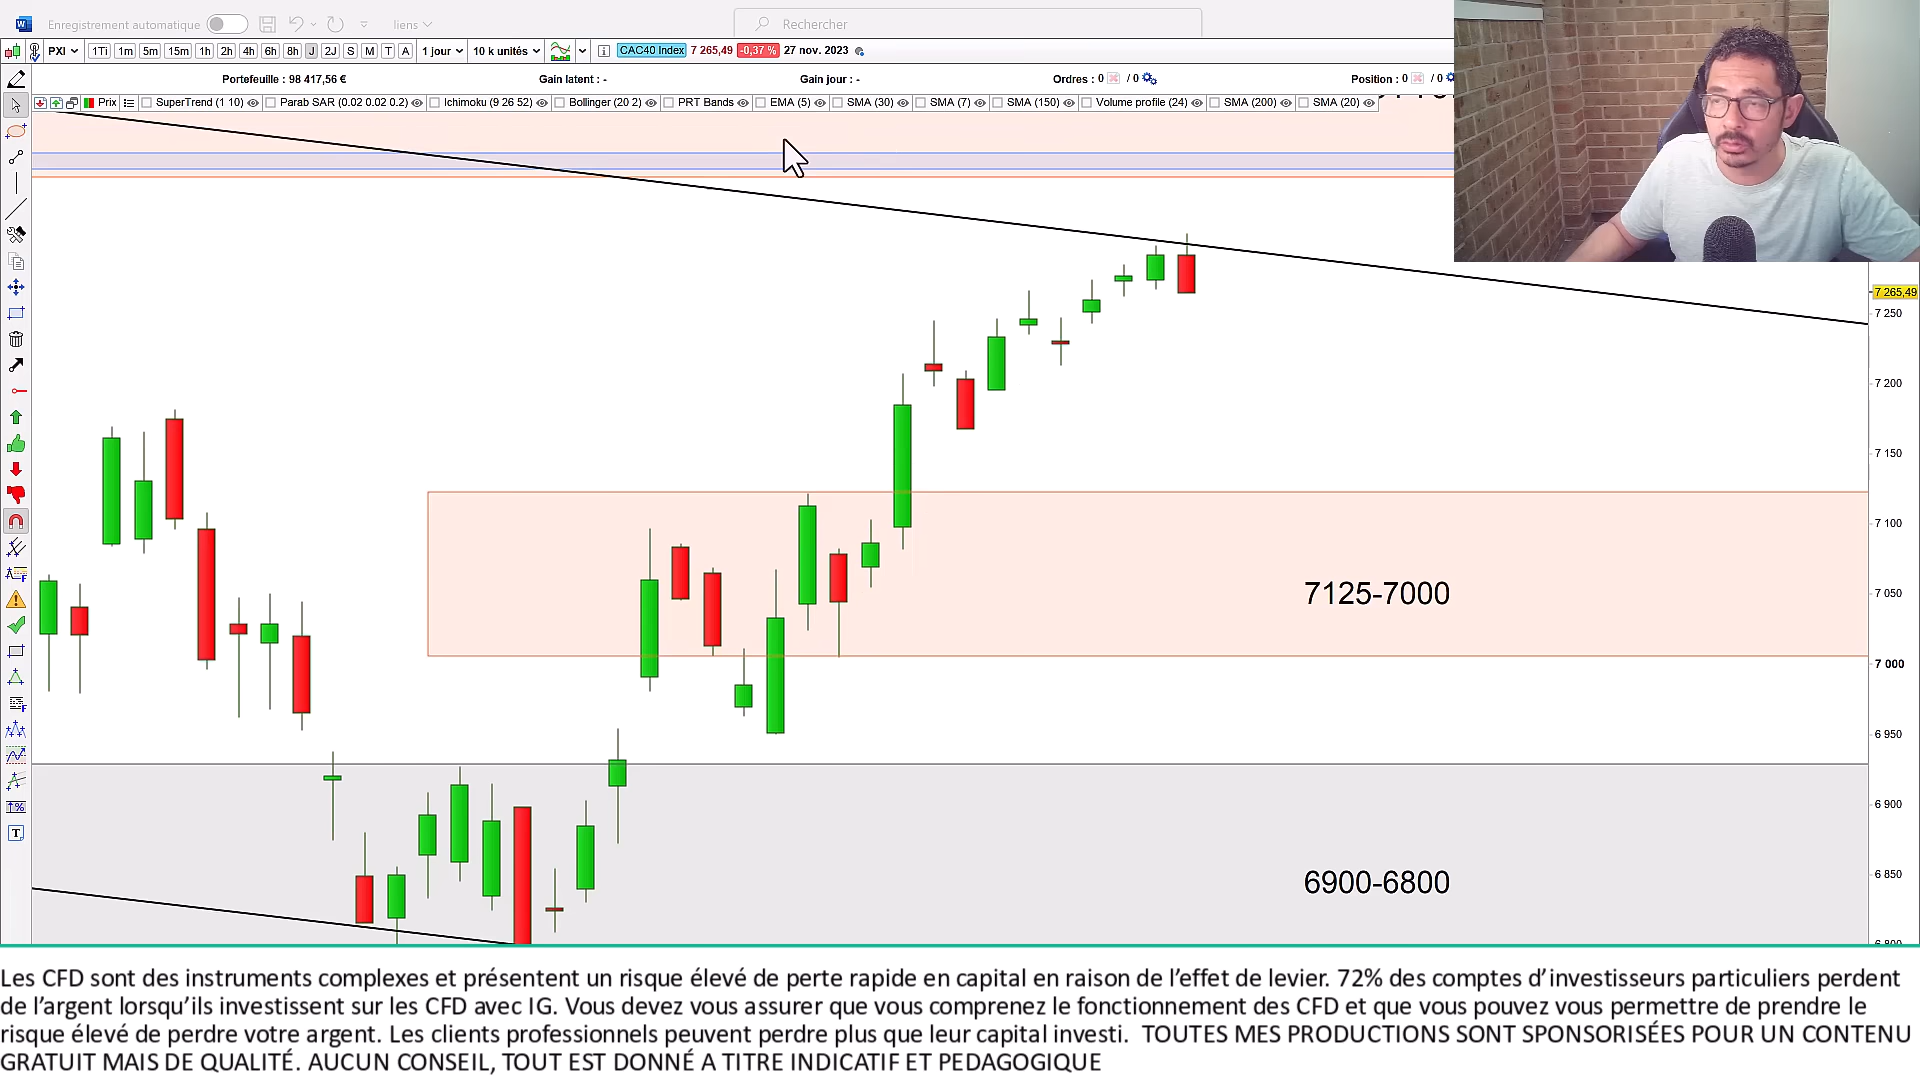 Enregistrement automatique liens Rechercher
PXI 1Ti 1m 5m 15m 1h 2h 4h 6h 8h J 2J S M T A 1 jour 10 k unités CAC40 Index 7 265,49 -0,37 % 27 nov. 2023
Portefeuille : 98 417,56 € Gain latent : - Gain jour : - Ordres : 0 / 0 Position : 0 / 0
Prix SuperTrend (1 10) Parab SAR (0.02 0.02 0.2) Ichimoku (9 26 52) Bollinger (20 2) PRT Bands EMA (5) SMA (30) SMA (7) SMA (150) Volume profile (24) SMA (200) SMA (20)
7 265,49
7 250
7 200
7 150
7 100
7125-7000
7 050
7 000
6 950
6 900
6900-6800
6 850
6 800
Les CFD sont des instruments complexes et présentent un risque élevé de perte rapide en capital en raison de l’effet de levier. 72% des comptes d’investisseurs particuliers perdent
de l’argent lorsqu’ils investissent sur les CFD avec IG. Vous devez vous assurer que vous comprenez le fonctionnement des CFD et que vous pouvez vous permettre de prendre le
risque élevé de perdre votre argent. Les clients professionnels peuvent perdre plus que leur capital investi. TOUTES MES PRODUCTIONS SONT SPONSORISÉES POUR UN CONTENU
GRATUIT MAIS DE QUALITÉ. AUCUN CONSEIL, TOUT EST DONNÉ A TITRE INDICATIF ET PEDAGOGIQUE